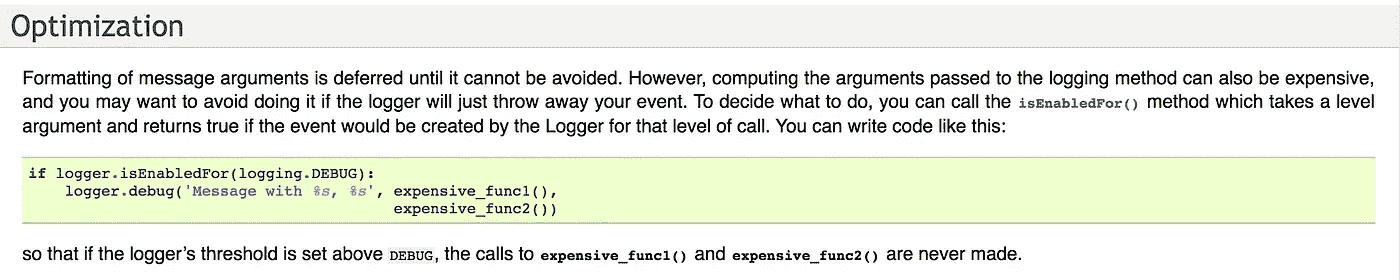 Optimization
Formatting of message arguments is deferred until it cannot be avoided. However, computing the arguments passed to the logging method can also be expensive,
and you may want to avoid doing it if the logger will just throw away your event. To decide what to do, you can call the isEnabledFor() method which takes a level
argument and returns true if the event would be created by the Logger for that level of call. You can write code like this:
if logger.isEnabledFor(logging.DEBUG):
    logger.debug('Message with %s, %s', expensive_func1(),
                                        expensive_func2())
so that if the logger's threshold is set above DEBUG, the calls to expensive_func1() and expensive_func2() are never made.